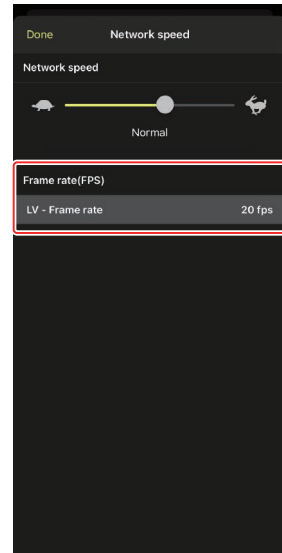 Done Network speed
Network speed
Normal
Frame rate(FPS)
LV - Frame rate 20 fps